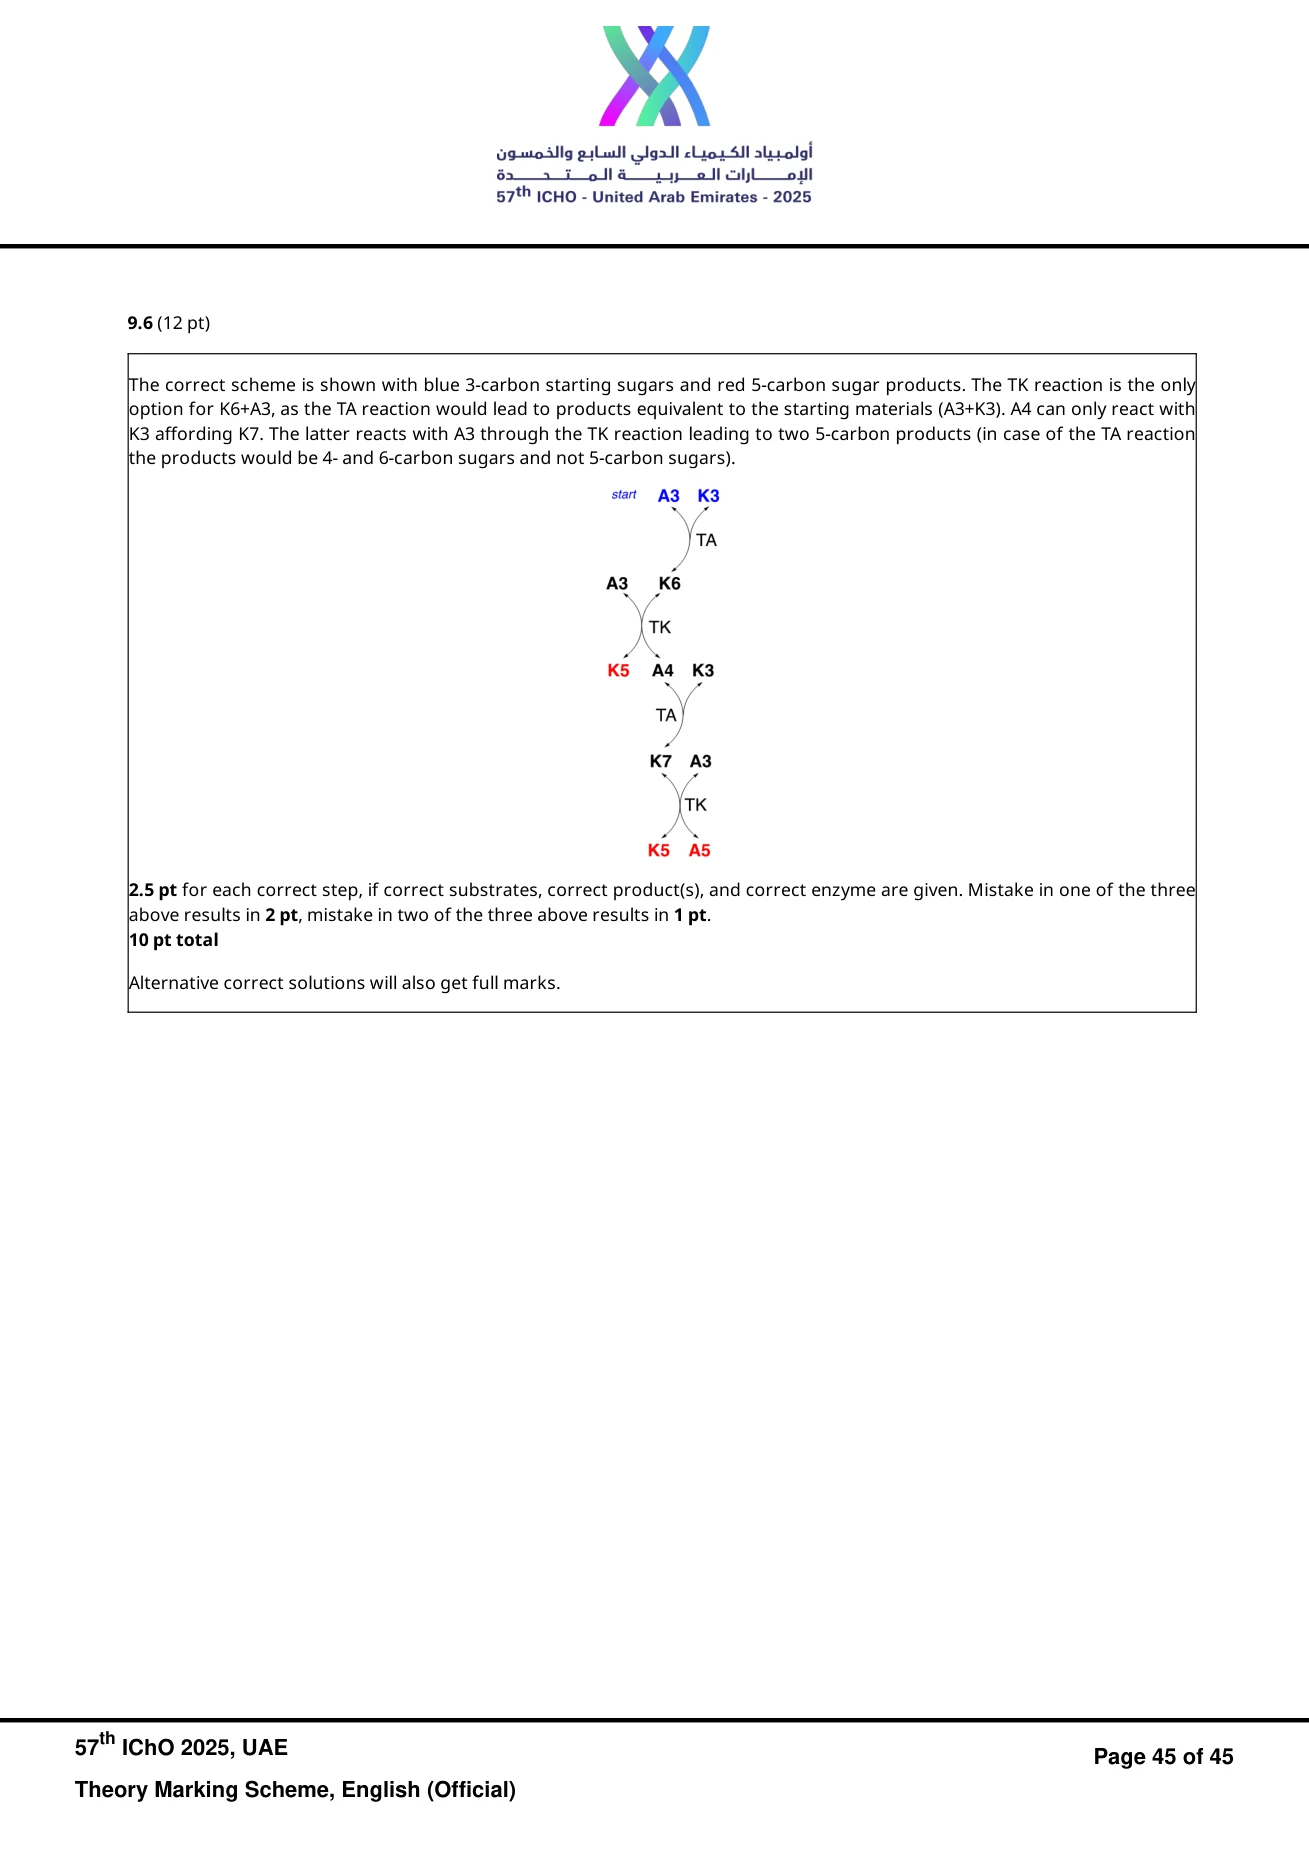 أولمبياد الكيمياء الدولي السابع والخمسون
الإمارات العربية المتحدة
57th ICHO - United Arab Emirates - 2025
9.6 (12 pt)
The correct scheme is shown with blue 3-carbon starting sugars and red 5-carbon sugar products. The TK reaction is the only
option for K6+A3, as the TA reaction would lead to products equivalent to the starting materials (A3+K3). A4 can only react with
K3 affording K7. The latter reacts with A3 through the TK reaction leading to two 5-carbon products (in case of the TA reaction
the products would be 4- and 6-carbon sugars and not 5-carbon sugars).
start A3 K3
TA
A3 K6
TK
K5 A4 K3
TA
K7 A3
TK
K5 A5
2.5 pt for each correct step, if correct substrates, correct product(s), and correct enzyme are given. Mistake in one of the three
above results in 2 pt, mistake in two of the three above results in 1 pt.
10 pt total
Alternative correct solutions will also get full marks.
57th IChO 2025, UAE
Page 45 of 45
Theory Marking Scheme, English (Official)